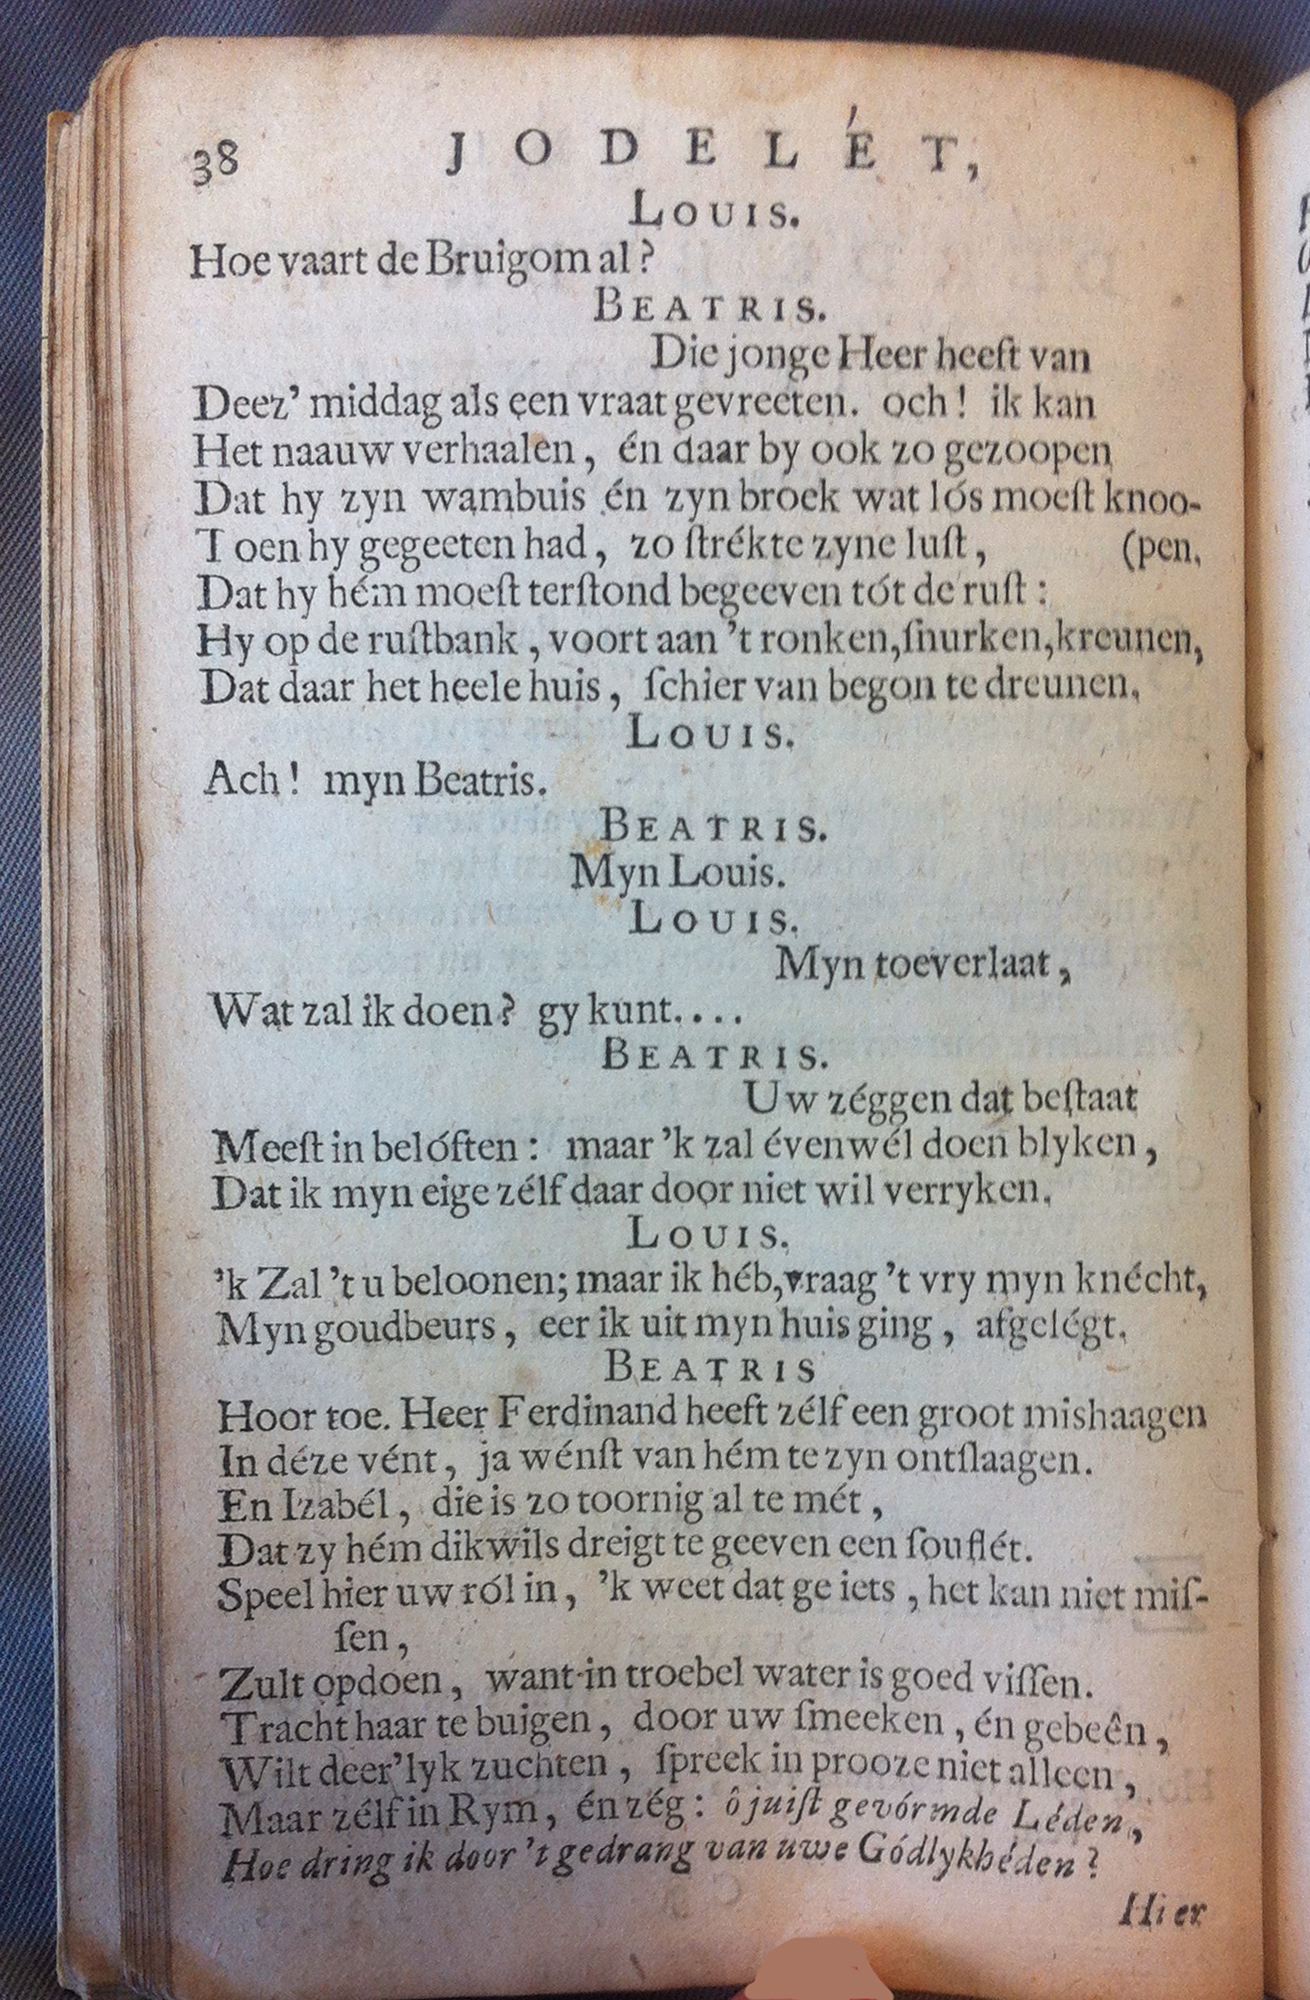 38 JODELÉT,
LOUIS.
Hoe vaart de Bruigom al?
BEATRIS.
Die jonge Heer heeſt van
Deez' middag als een vraat gevreeten. och! ik kan
Het naauw verhaalen, én daar by ook zo gezoopen
Dat hy zyn wambuis én zyn broek wat lós moeſt knoo-
Toen hy gegeeten had, zo ſtrékte zyne luſt, (pen,
Dat hy hém moeſt terſtond begeeven tót de ruſt:
Hy op de ruſtbank, voort aan 't ronken, ſnurken, kreunen,
Dat daar het heele huis, ſchier van begon te dreunen.
LOUIS.
Ach! myn Beatris.
BEATRIS.
Myn Louis.
LOUIS.
Myn toeverlaat,
Wat zal ik doen? gy kunt....
BEATRIS.
Uw zéggen dat beſtaat
Meeſt in belóften: maar 'k zal évenwél doen blyken,
Dat ik myn eige zélf daar door niet wil verryken.
LOUIS.
'k Zal 't u beloonen; maar ik héb, vraag 't vry myn knécht,
Myn goudbeurs, eer ik uit myn huis ging, afgelégt.
BEATRIS
Hoor toe. Heer Ferdinand heeft zélf een groot mishaagen
In déze vént, ja wénſt van hém te zyn ontſlaagen.
En Izabél, die is zo toornig al te mét,
Dat zy hém dikwils dreigt te geeven een ſouflét.
Speel hier uw ról in, 'k weet dat ge iets, het kan niet miſ-
ſen,
Zult opdoen, want in troebel water is goed viſſen.
Tracht haar te buigen, door uw ſmeeken, én gebeên,
Wilt deer'lyk zuchten, ſpreek in prooze niet alleen,
Maar zélf in Rym, én zég: ô juiſt gevórmde Léden,
Hoe dring ik door 't gedrang van uwe Gódlykhéden?
Hier